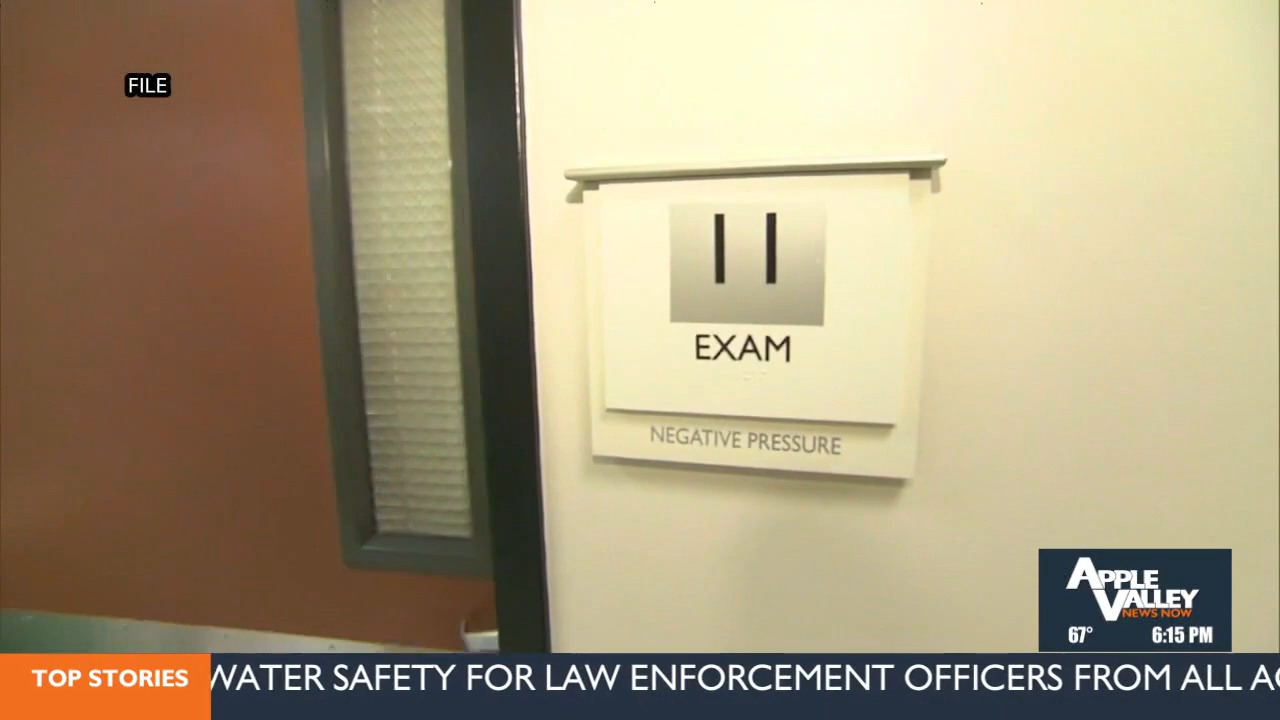 FILE
11
EXAM
NEGATIVE PRESSURE
APPLE
VALLEY
NEWS NOW
67° 6:15 PM
TOP STORIES WATER SAFETY FOR LAW ENFORCEMENT OFFICERS FROM ALL